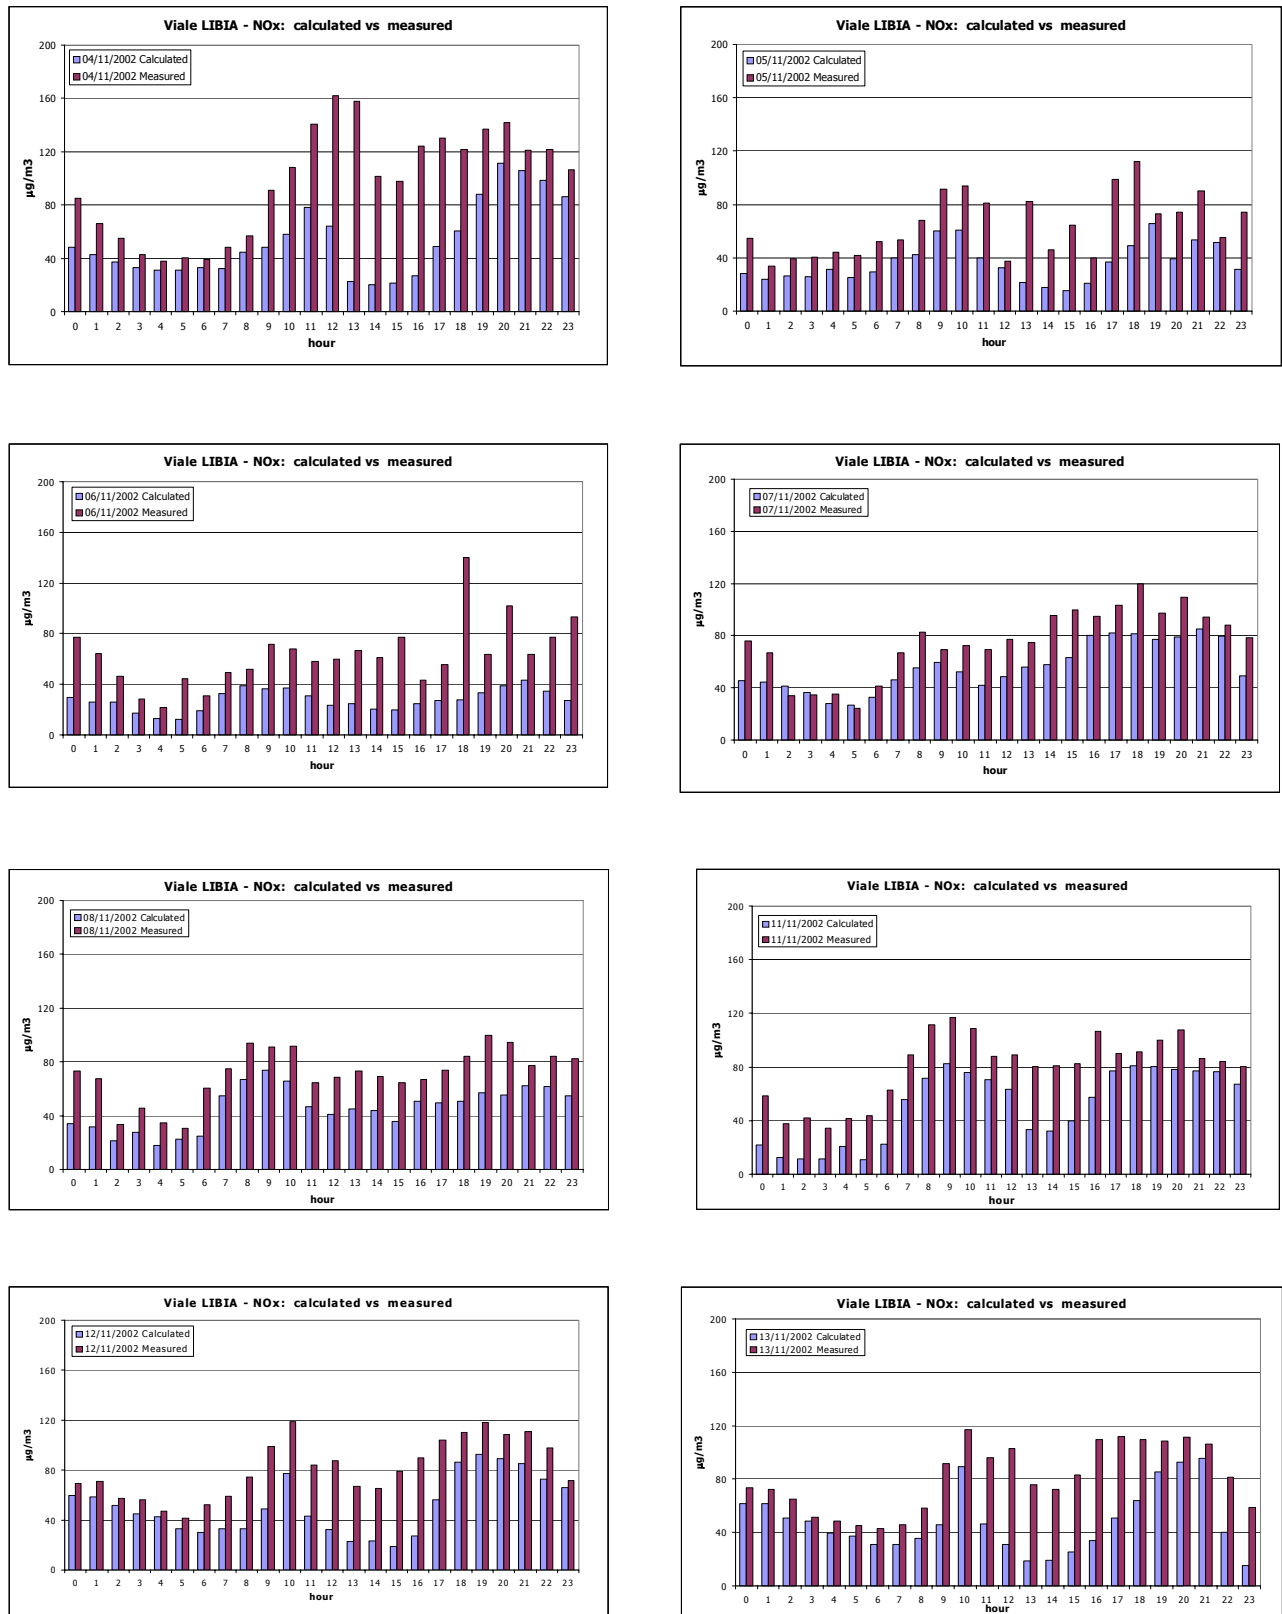 Viale LIBIA - NOx: calculated vs measured
04/11/2002 Calculated
04/11/2002 Measured
µg/m3
200
160
120
80
40
0
0 1 2 3 4 5 6 7 8 9 10 11 12 13 14 15 16 17 18 19 20 21 22 23
hour
Viale LIBIA - NOx: calculated vs measured
05/11/2002 Calculated
05/11/2002 Measured
µg/m3
200
160
120
80
40
0
0 1 2 3 4 5 6 7 8 9 10 11 12 13 14 15 16 17 18 19 20 21 22 23
hour
Viale LIBIA - NOx: calculated vs measured
06/11/2002 Calculated
06/11/2002 Measured
µg/m3
200
160
120
80
40
0
0 1 2 3 4 5 6 7 8 9 10 11 12 13 14 15 16 17 18 19 20 21 22 23
hour
Viale LIBIA - NOx: calculated vs measured
07/11/2002 Calculated
07/11/2002 Measured
µg/m3
200
160
120
80
40
0
0 1 2 3 4 5 6 7 8 9 10 11 12 13 14 15 16 17 18 19 20 21 22 23
hour
Viale LIBIA - NOx: calculated vs measured
08/11/2002 Calculated
08/11/2002 Measured
µg/m3
200
160
120
80
40
0
0 1 2 3 4 5 6 7 8 9 10 11 12 13 14 15 16 17 18 19 20 21 22 23
hour
Viale LIBIA - NOx: calculated vs measured
11/11/2002 Calculated
11/11/2002 Measured
µg/m3
200
160
120
80
40
0
0 1 2 3 4 5 6 7 8 9 10 11 12 13 14 15 16 17 18 19 20 21 22 23
hour
Viale LIBIA - NOx: calculated vs measured
12/11/2002 Calculated
12/11/2002 Measured
µg/m3
200
160
120
80
40
0
0 1 2 3 4 5 6 7 8 9 10 11 12 13 14 15 16 17 18 19 20 21 22 23
hour
Viale LIBIA - NOx: calculated vs measured
13/11/2002 Calculated
13/11/2002 Measured
µg/m3
200
160
120
80
40
0
0 1 2 3 4 5 6 7 8 9 10 11 12 13 14 15 16 17 18 19 20 21 22 23
hour